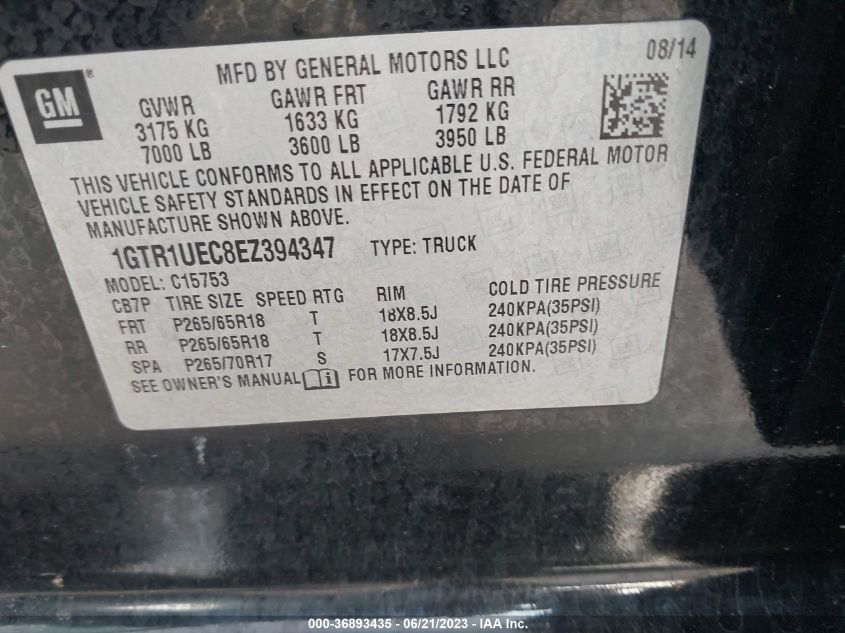 GM ®
MFD BY GENERAL MOTORS LLC 08/14
GVWR GAWR FRT GAWR RR
3175 KG 1633 KG 1792 KG
7000 LB 3600 LB 3950 LB
THIS VEHICLE CONFORMS TO ALL APPLICABLE U.S. FEDERAL MOTOR
VEHICLE SAFETY STANDARDS IN EFFECT ON THE DATE OF
MANUFACTURE SHOWN ABOVE.
1GTR1UEC8EZ394347 TYPE: TRUCK
MODEL: C15753
CB7P TIRE SIZE SPEED RTG RIM COLD TIRE PRESSURE
FRT P265/65R18 T 18X8.5J 240KPA(35PSI)
RR P265/65R18 T 18X8.5J 240KPA(35PSI)
SPA P265/70R17 S 17X7.5J 240KPA(35PSI)
SEE OWNER'S MANUAL i FOR MORE INFORMATION.
000-36893435 - 06/21/2023 - IAA Inc.